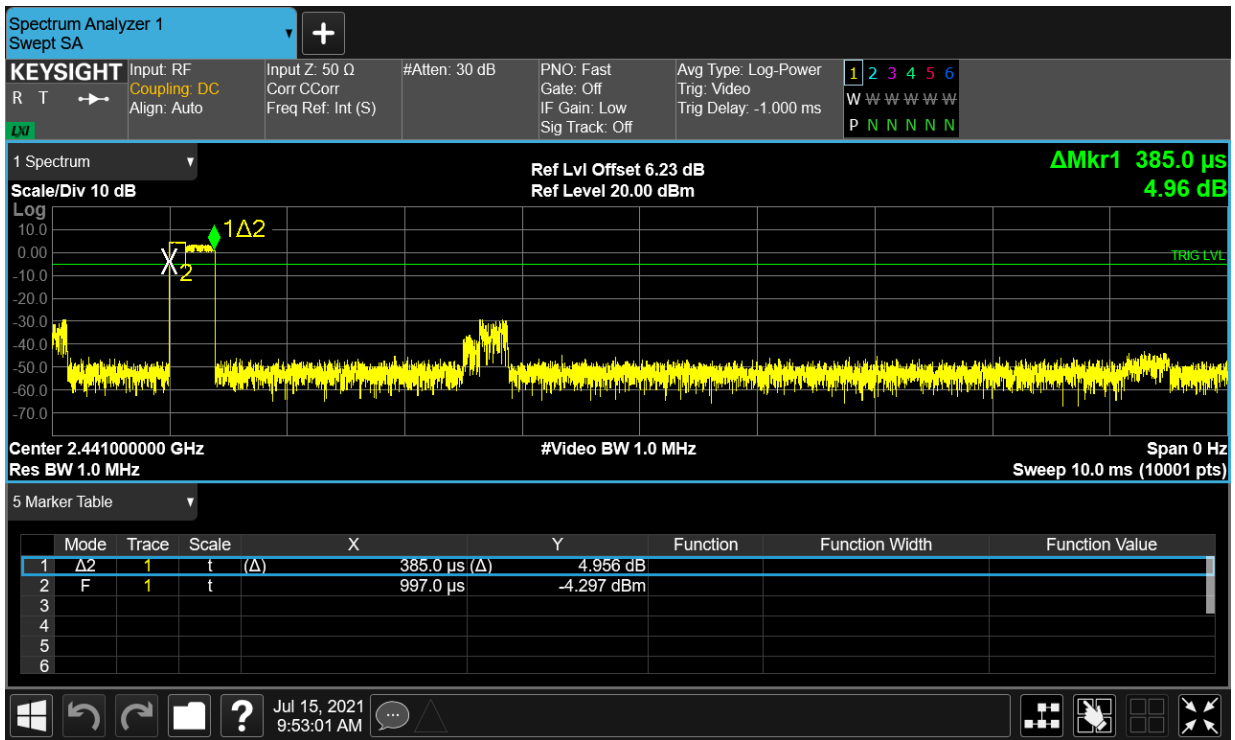 Spectrum Analyzer 1
Swept SA
KEYSIGHT Input: RF Input Z: 50 Ω #Atten: 30 dB PNO: Fast Avg Type: Log-Power 1 2 3 4 5 6
R T Coupling: DC Corr CCorr Gate: Off Trig: Video W W W W W W
Align: Auto Freq Ref: Int (S) IF Gain: Low Trig Delay: -1.000 ms
LXI Sig Track: Off P N N N N N
1 Spectrum
Ref Lvl Offset 6.23 dB ΔMkr1 385.0 µs
Scale/Div 10 dB Ref Level 20.00 dBm 4.96 dB
Log
10.0 1Δ2
0.00 TRIG LVL
-10.0 2
-20.0
-30.0
-40.0
-50.0
-60.0
-70.0
Center 2.441000000 GHz #Video BW 1.0 MHz Span 0 Hz
Res BW 1.0 MHz Sweep 10.0 ms (10001 pts)
5 Marker Table
Mode Trace Scale X Y Function Function Width Function Value
1 Δ2 1 t (Δ) 385.0 µs (Δ) 4.956 dB
2 F 1 t 997.0 µs -4.297 dBm
3
4
5
6
? Jul 15, 2021
9:53:01 AM